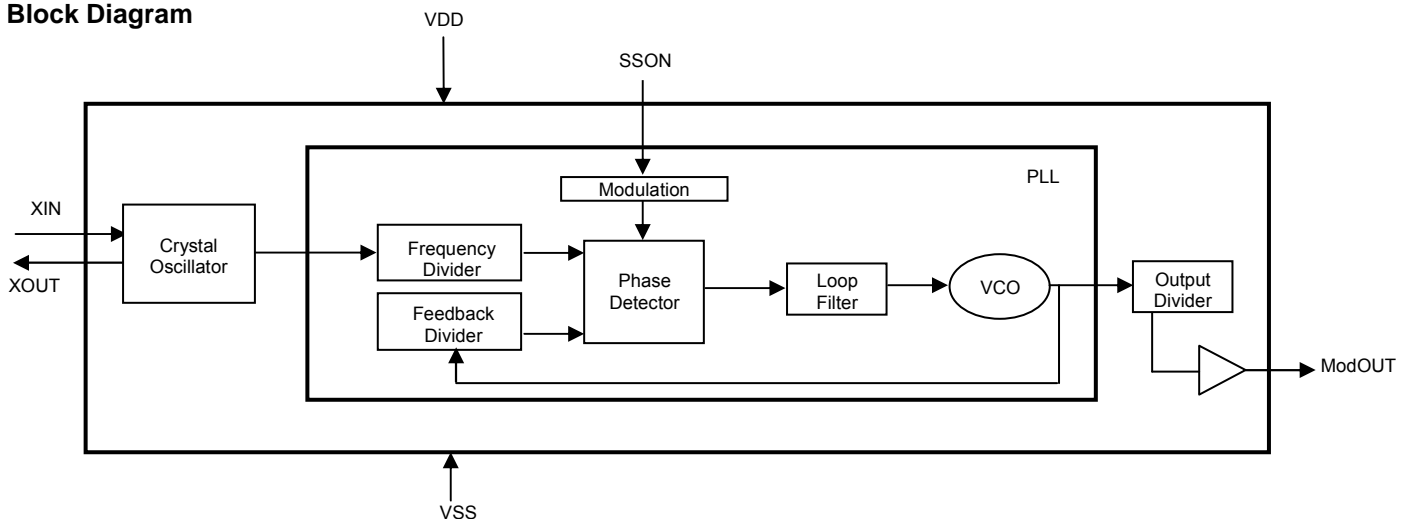 Block Diagram
VDD
SSON
PLL
Modulation
XIN
XOUT
Crystal
Oscillator
Frequency
Divider
Feedback
Divider
Phase
Detector
Loop
Filter
VCO
Output
Divider
ModOUT
VSS